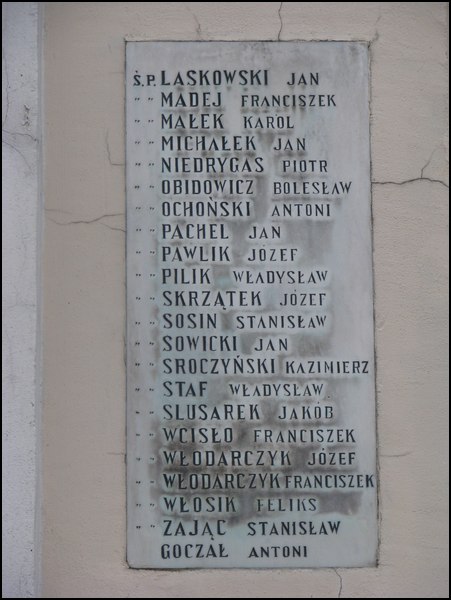 Ś.P. LASKOWSKI JAN
" " MADEJ FRANCISZEK
" " MAŁEK KAROL
" " MICHAŁEK JAN
" " NIEDRYGAS PIOTR
" " OBIDOWICZ BOLESŁAW
" " OCHOŃSKI ANTONI
" " PACHEL JAN
" " PAWLIK JÓZEF
" " PILIK WŁADYSŁAW
" " SKRZĄTEK JÓZEF
" " SOSIN STANISŁAW
" " SOWICKI JAN
" " SROCZYŃSKI KAZIMIERZ
" " STAF WŁADYSŁAW
" " SLUSAREK JAKÓB
" " WCISŁO FRANCISZEK
" " WŁODARCZYK JÓZEF
" " WŁODARCZYK FRANCISZEK
" " WŁOSIK FELIKS
" " ZAJĄC STANISŁAW
GOCZAŁ ANTONI